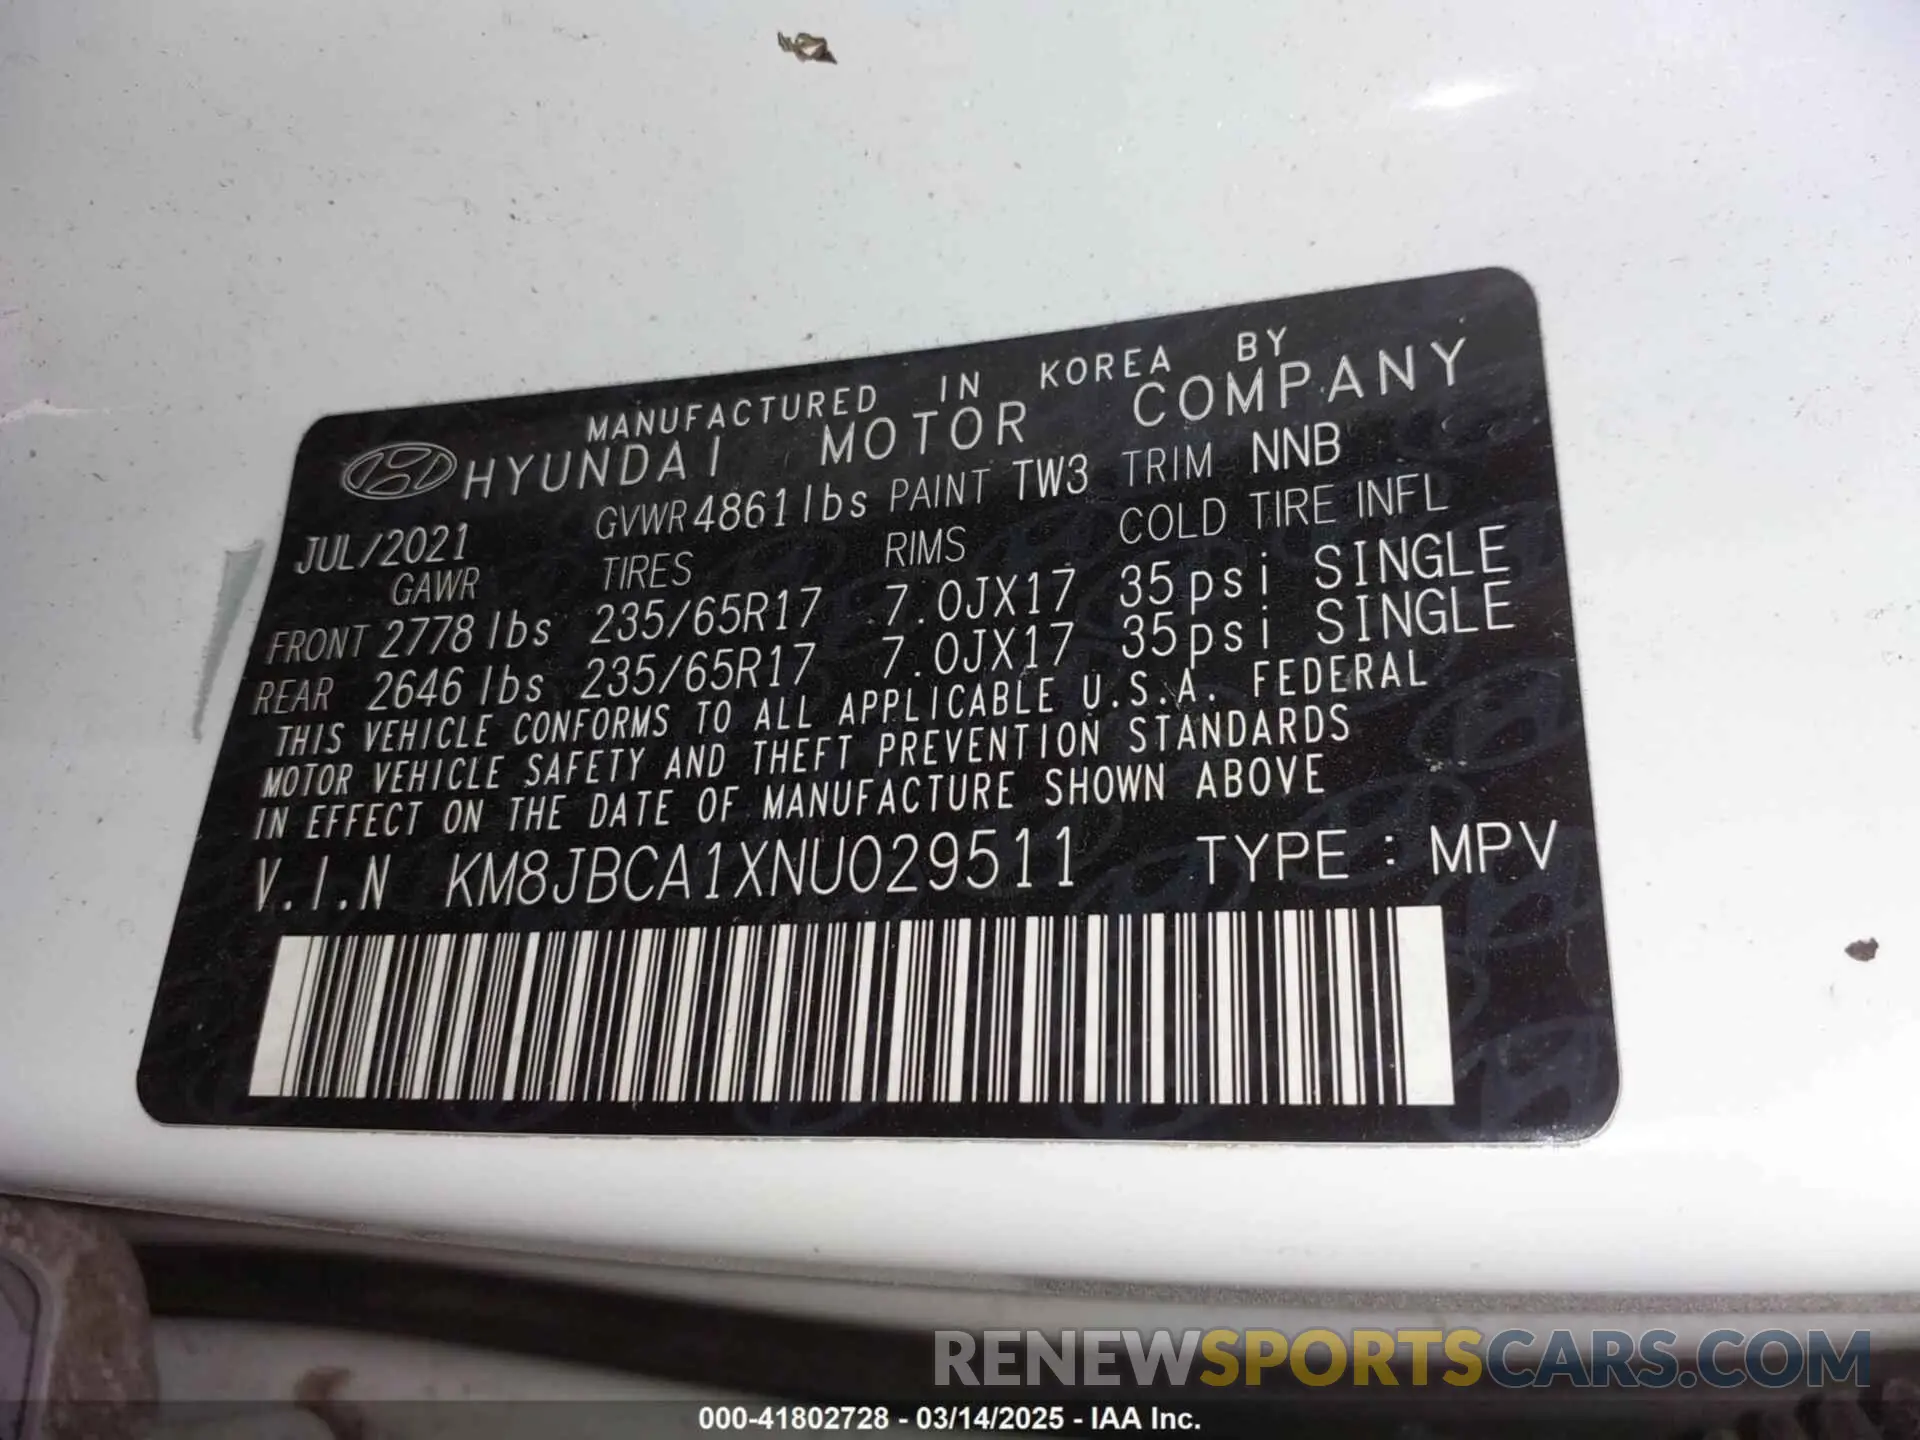 MANUFACTURED IN KOREA BY
HYUNDAI MOTOR COMPANY
JUL/2021 GVWR 4861 lbs PAINT TW3 TRIM NNB
GAWR TIRES RIMS COLD TIRE INFL
FRONT 2778 lbs 235/65R17 7.0JX17 35psi SINGLE
REAR 2646 lbs 235/65R17 7.0JX17 35psi SINGLE
THIS VEHICLE CONFORMS TO ALL APPLICABLE U.S.A. FEDERAL
MOTOR VEHICLE SAFETY AND THEFT PREVENTION STANDARDS
IN EFFECT ON THE DATE OF MANUFACTURE SHOWN ABOVE
V.I.N KM8JBCA1XNU029511 TYPE : MPV
RENEWSPORTSCARS.COM
000-41802728 - 03/14/2025 - IAA Inc.